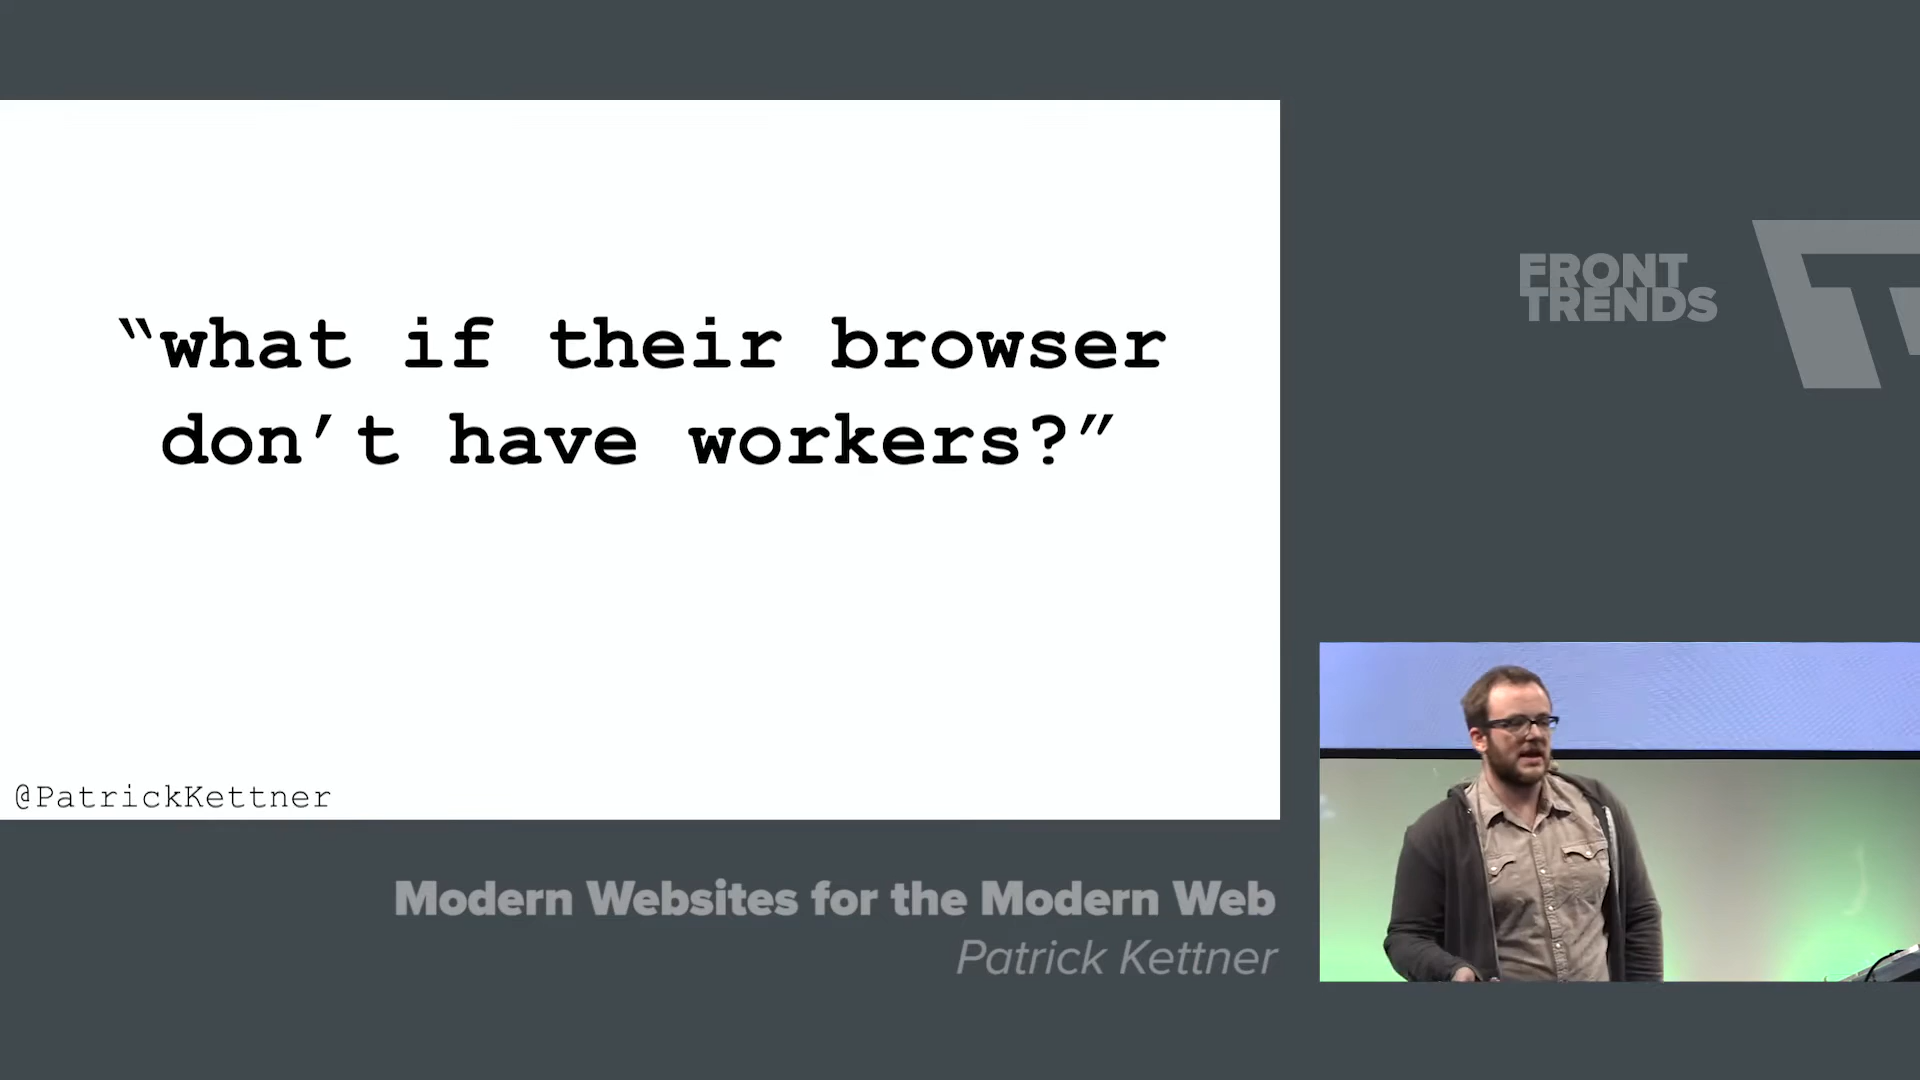 “what if their browser
don’t have workers?”
@PatrickKettner
FRONT
TRENDS
Modern Websites for the Modern Web
Patrick Kettner